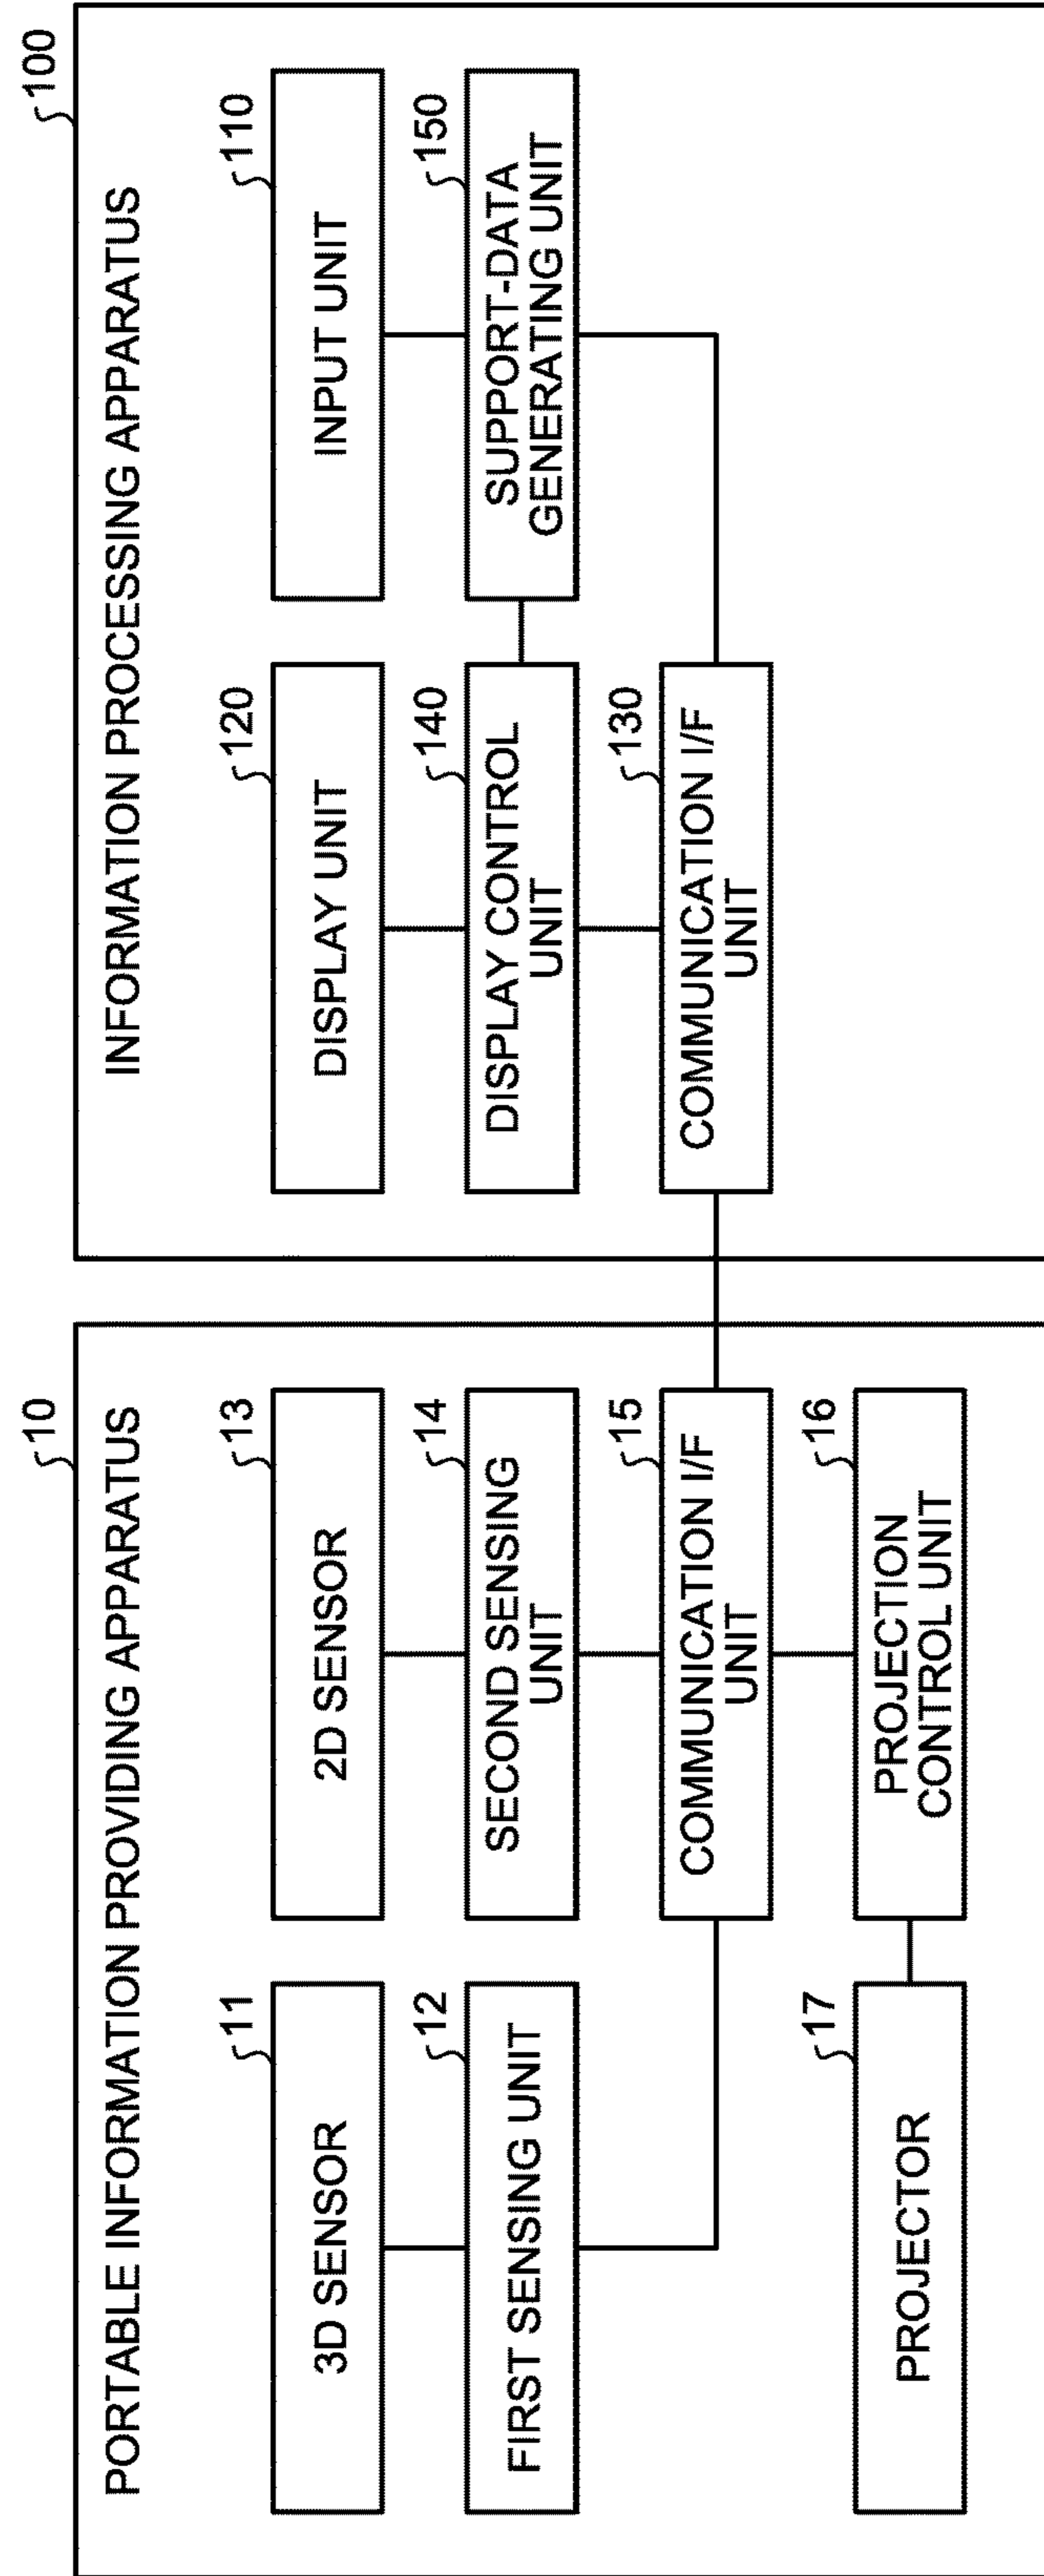 PORTABLE INFORMATION PROVIDING APPARATUS
10
3D SENSOR
11
2D SENSOR
13
FIRST SENSING UNIT
12
SECOND SENSING
UNIT
14
COMMUNICATION I/F
UNIT
15
PROJECTOR
17
PROJECTION
CONTROL UNIT
16
INFORMATION PROCESSING APPARATUS
100
DISPLAY UNIT
120
INPUT UNIT
110
DISPLAY CONTROL
UNIT
140
SUPPORT-DATA
GENERATING UNIT
150
COMMUNICATION I/F
UNIT
130